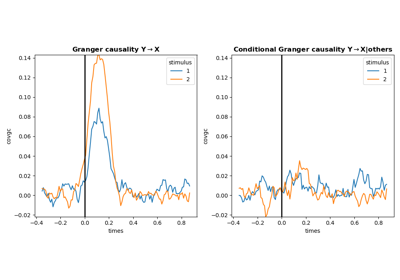 Granger causality Y→X
Conditional Granger causality Y→X|others
stimulus
1
2
0.14
0.12
0.10
0.08
0.06
0.04
0.02
0.00
−0.02
covgc
−0.4 −0.2 0.0 0.2 0.4 0.6 0.8
times
stimulus
1
2
0.14
0.12
0.10
0.08
0.06
0.04
0.02
0.00
−0.02
covgc
−0.4 −0.2 0.0 0.2 0.4 0.6 0.8
times